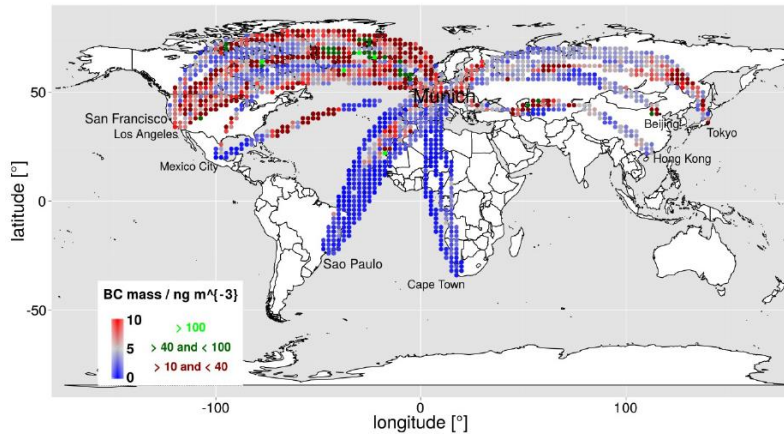 50
0
-50
latitude [°]
San Francisco
Los Angeles
Mexico City
Munich
Beijing
Tokyo
Hong Kong
Sao Paulo
Cape Town
BC mass / ng m^{-3}
10
5
0
> 100
> 40 and < 100
> 10 and < 40
-100
0
100
longitude [°]